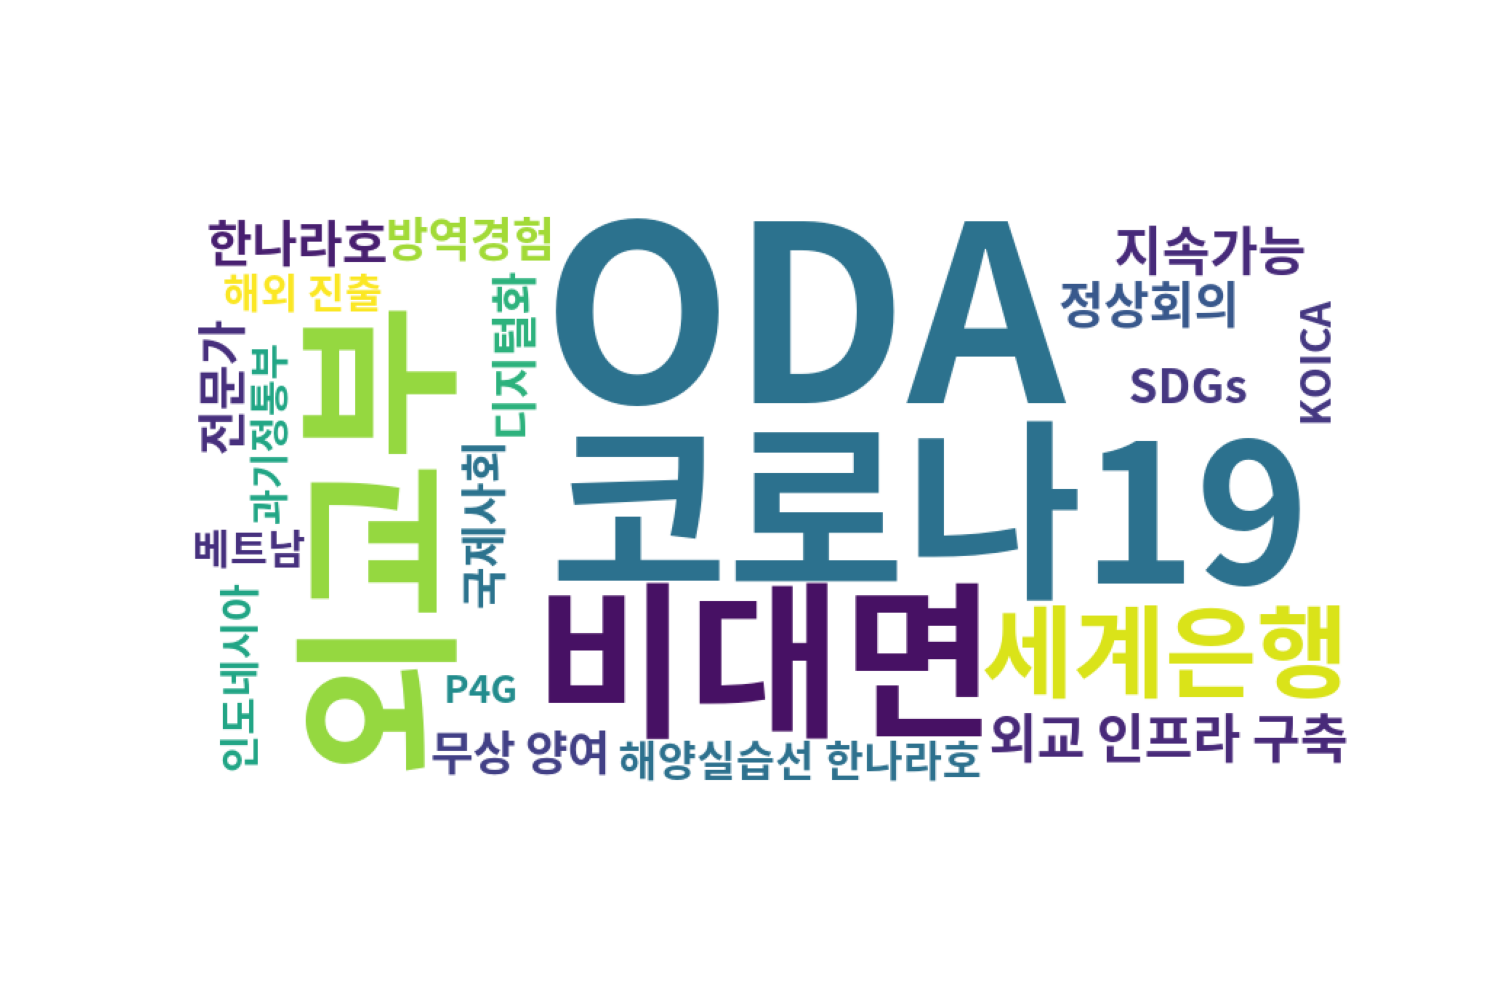 한나라호
방역경험
ODA
지속가능
해외 진출
정상회의
디지털화
KOICA
전문가
과기정통부
외교부
SDGs
코로나19
국제사회
베트남
인도네시아
비대면
세계은행
P4G
무상 양여
해양실습선 한나라호
외교 인프라 구축